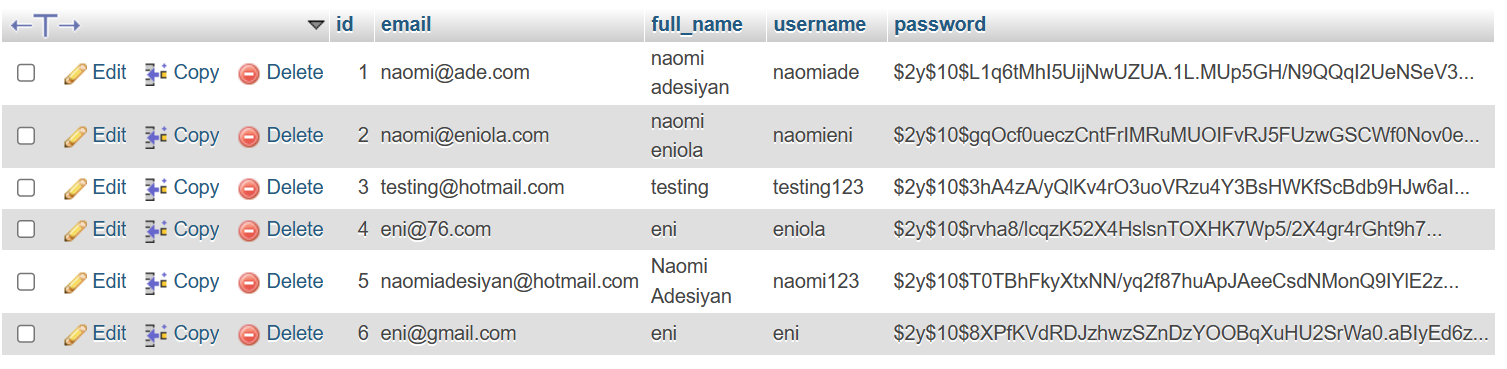 id email full_name username password
Edit Copy Delete 1 naomi@ade.com naomi adesiyan naomiade $2y$10$L1q6tMhI5UijNwUZUA.1L.MUp5GH/N9QQqI2UeNSeV3...
Edit Copy Delete 2 naomi@eniola.com naomi eniola naomieni $2y$10$gqOcf0ueczCntFrIMRuMUOIFvRJ5FUzwGSCWf0Nov0e...
Edit Copy Delete 3 testing@hotmail.com testing testing123 $2y$10$3hA4zA/yQlKv4rO3uoVRzu4Y3BsHWKfScBdb9HJw6aI...
Edit Copy Delete 4 eni@76.com eni eniola $2y$10$rvha8/lcqzK52X4HslsnTOXHK7Wp5/2X4gr4rGht9h7...
Edit Copy Delete 5 naomiadesiyan@hotmail.com Naomi Adesiyan naomi123 $2y$10$T0TBhFkyXtxNN/yq2f87huApJAeeCsdNMonQ9IYlE2z...
Edit Copy Delete 6 eni@gmail.com eni eni $2y$10$8XPfKVdRDJzhwzSZnDzYOOBqXuHU2SrWa0.aBIyEd6z...